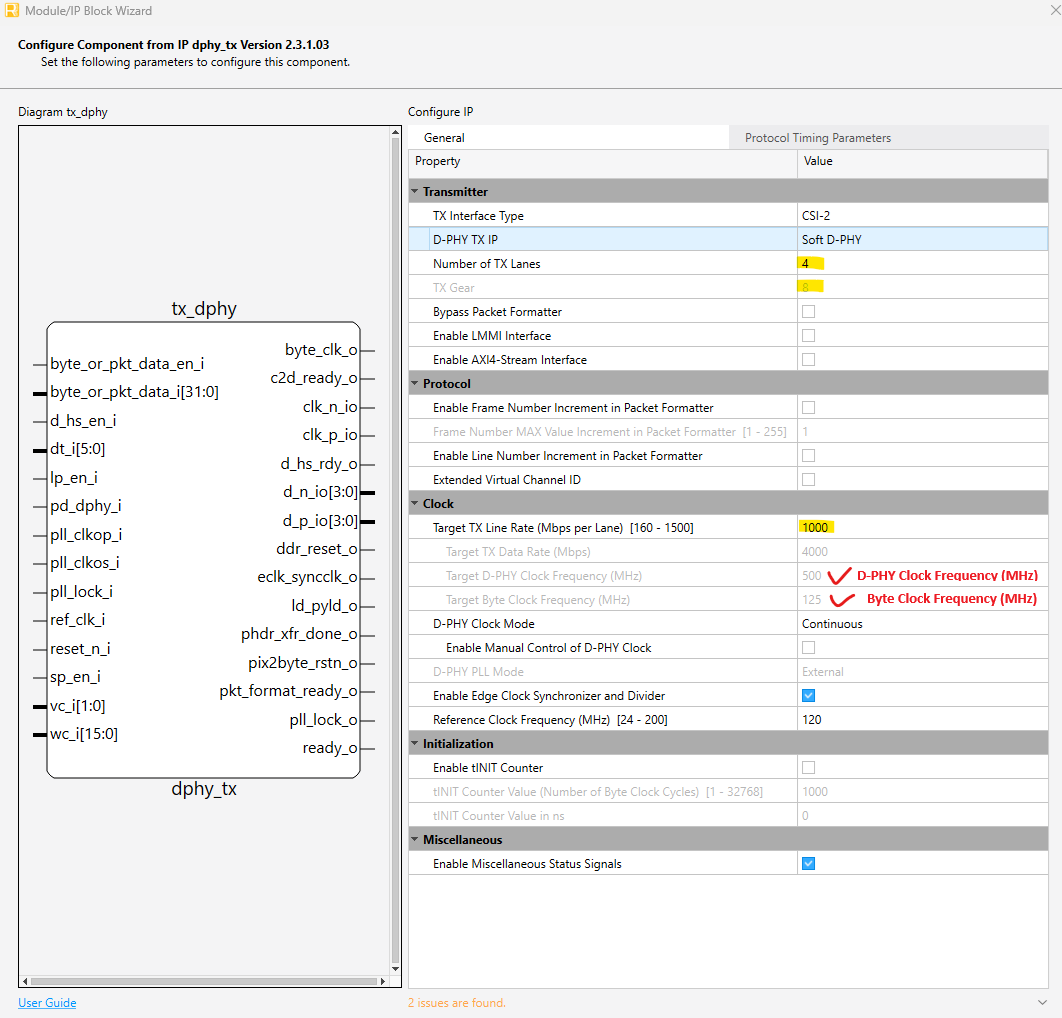 Module/IP Block Wizard
Configure Component from IP dphy_tx Version 2.3.1.03
Set the following parameters to configure this component.
Diagram tx_dphy
tx_dphy
byte_or_pkt_data_en_i
byte_or_pkt_data_i[31:0]
d_hs_en_i
dt_i[5:0]
lp_en_i
pd_dphy_i
pll_clkop_i
pll_clkos_i
pll_lock_i
ref_clk_i
reset_n_i
sp_en_i
vc_i[1:0]
wc_i[15:0]
byte_clk_o
c2d_ready_o
clk_n_io
clk_p_io
d_hs_rdy_o
d_n_io[3:0]
d_p_io[3:0]
ddr_reset_o
eclk_syncclk_o
ld_pyld_o
phdr_xfr_done_o
pix2byte_rstn_o
pkt_format_ready_o
pll_lock_o
ready_o
dphy_tx
User Guide
Configure IP
General Protocol Timing Parameters
Property Value
Transmitter
TX Interface Type CSI-2
D-PHY TX IP Soft D-PHY
Number of TX Lanes 4
TX Gear 8
Bypass Packet Formatter
Enable LMMI Interface
Enable AXI4-Stream Interface
Protocol
Enable Frame Number Increment in Packet Formatter
Frame Number MAX Value Increment in Packet Formatter [1 - 255] 1
Enable Line Number Increment in Packet Formatter
Extended Virtual Channel ID
Clock
Target TX Line Rate (Mbps per Lane) [160 - 1500] 1000
Target TX Data Rate (Mbps) 4000
Target D-PHY Clock Frequency (MHz) 500 D-PHY Clock Frequency (MHz)
Target Byte Clock Frequency (MHz) 125 Byte Clock Frequency (MHz)
D-PHY Clock Mode Continuous
Enable Manual Control of D-PHY Clock
D-PHY PLL Mode External
Enable Edge Clock Synchronizer and Divider
Reference Clock Frequency (MHz) [24 - 200] 120
Initialization
Enable tINIT Counter
tINIT Counter Value (Number of Byte Clock Cycles) [1 - 32768] 1000
tINIT Counter Value in ns 0
Miscellaneous
Enable Miscellaneous Status Signals
2 issues are found.